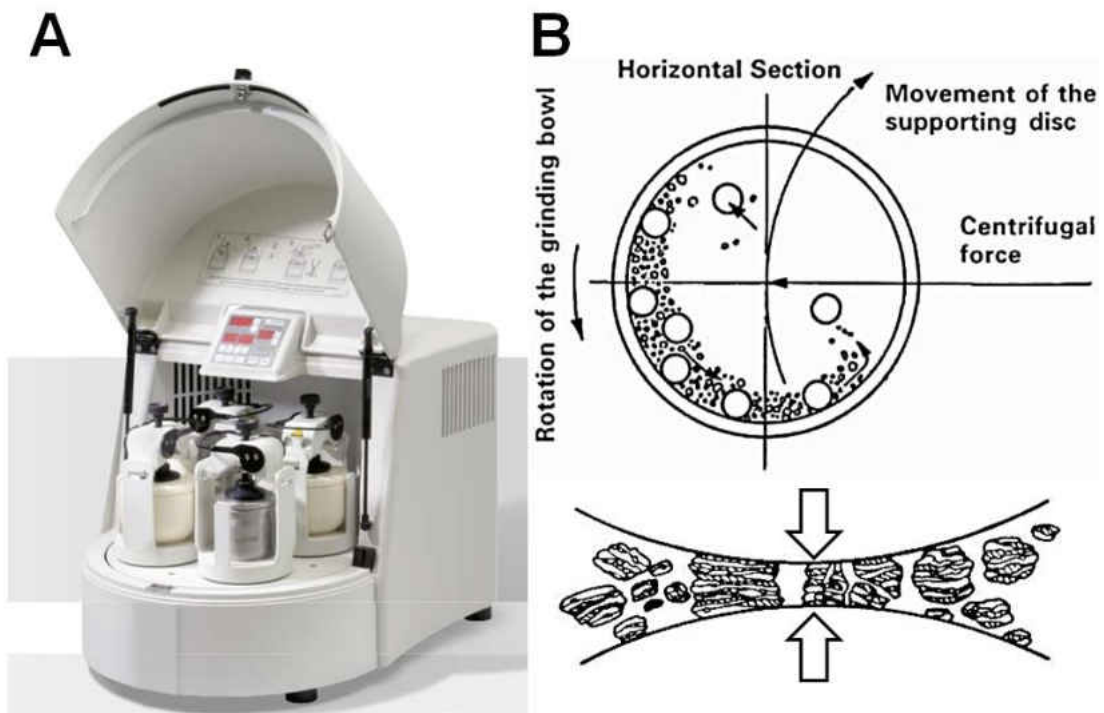 A
B
Horizontal Section
Movement of the
supporting disc
Rotation of the grinding bowl
Centrifugal
force